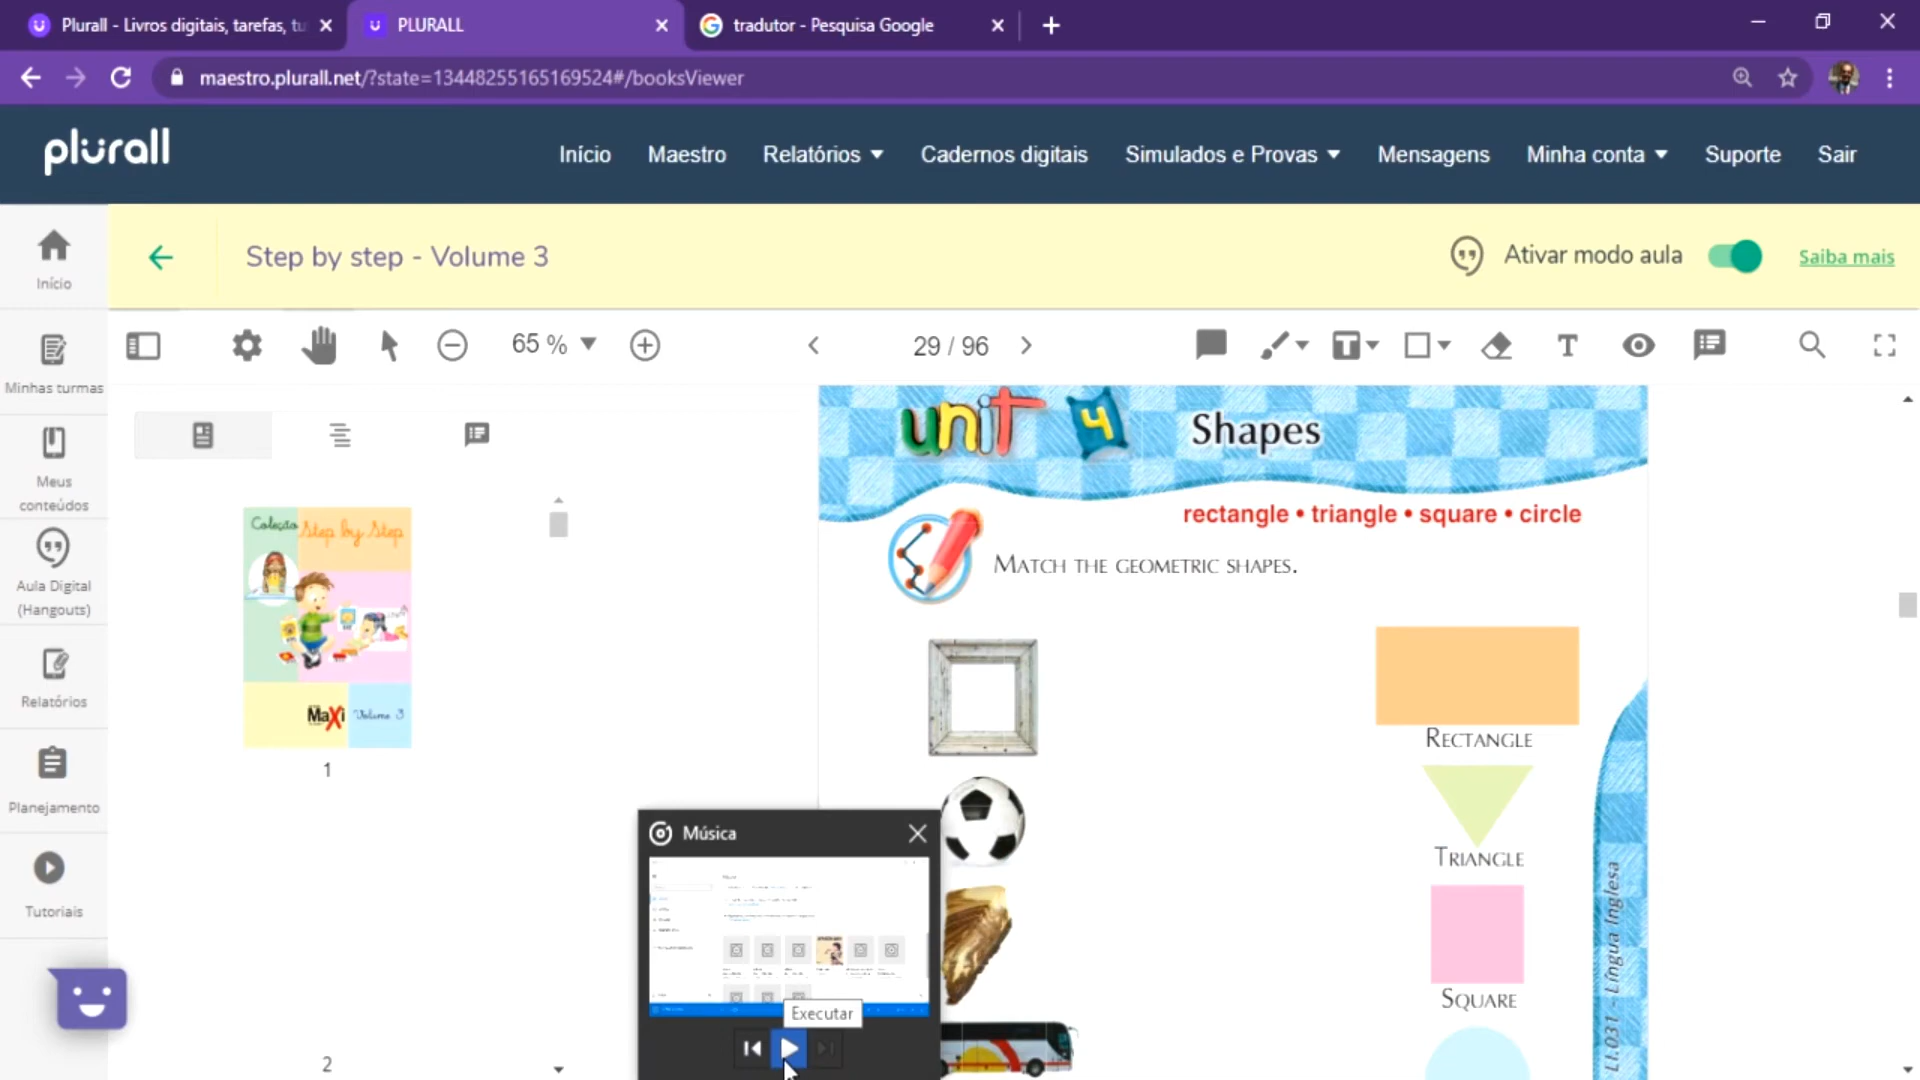 Plurall - Livros digitais, tarefas, tu
PLURALL
tradutor - Pesquisa Google
maestro.plurall.net/?state=13448255165169524#/booksViewer
plurall
Início
Maestro
Relatórios
Cadernos digitais
Simulados e Provas
Mensagens
Minha conta
Suporte
Sair
Início
Step by step - Volume 3
Ativar modo aula
Saiba mais
Minhas turmas
65 %
29 / 96
Meus
conteúdos
Aula Digital
(Hangouts)
Relatórios
Planejamento
Tutoriais
Coleção Step by Step
MaXi Volume 3
1
2
unit 4 Shapes
rectangle • triangle • square • circle
MATCH THE GEOMETRIC SHAPES.
RECTANGLE
TRIANGLE
SQUARE
LI.031 - Língua Inglesa
Música
Executar